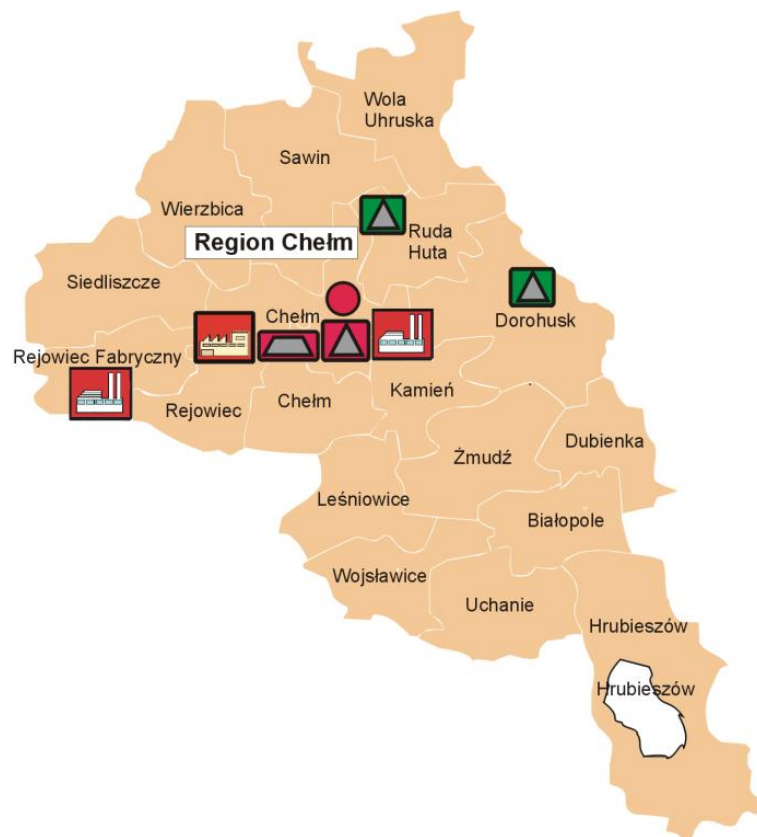 Wola
Uhruska
Sawin
Wierzbica
Ruda
Huta
Region Chełm
Siedliszcze
Chełm
Dorohusk
Rejowiec Fabryczny
Rejowiec
Chełm
Kamień
Żmudź
Dubienka
Leśniowice
Białopole
Wojsławice
Uchanie
Hrubieszów
Hrubieszów